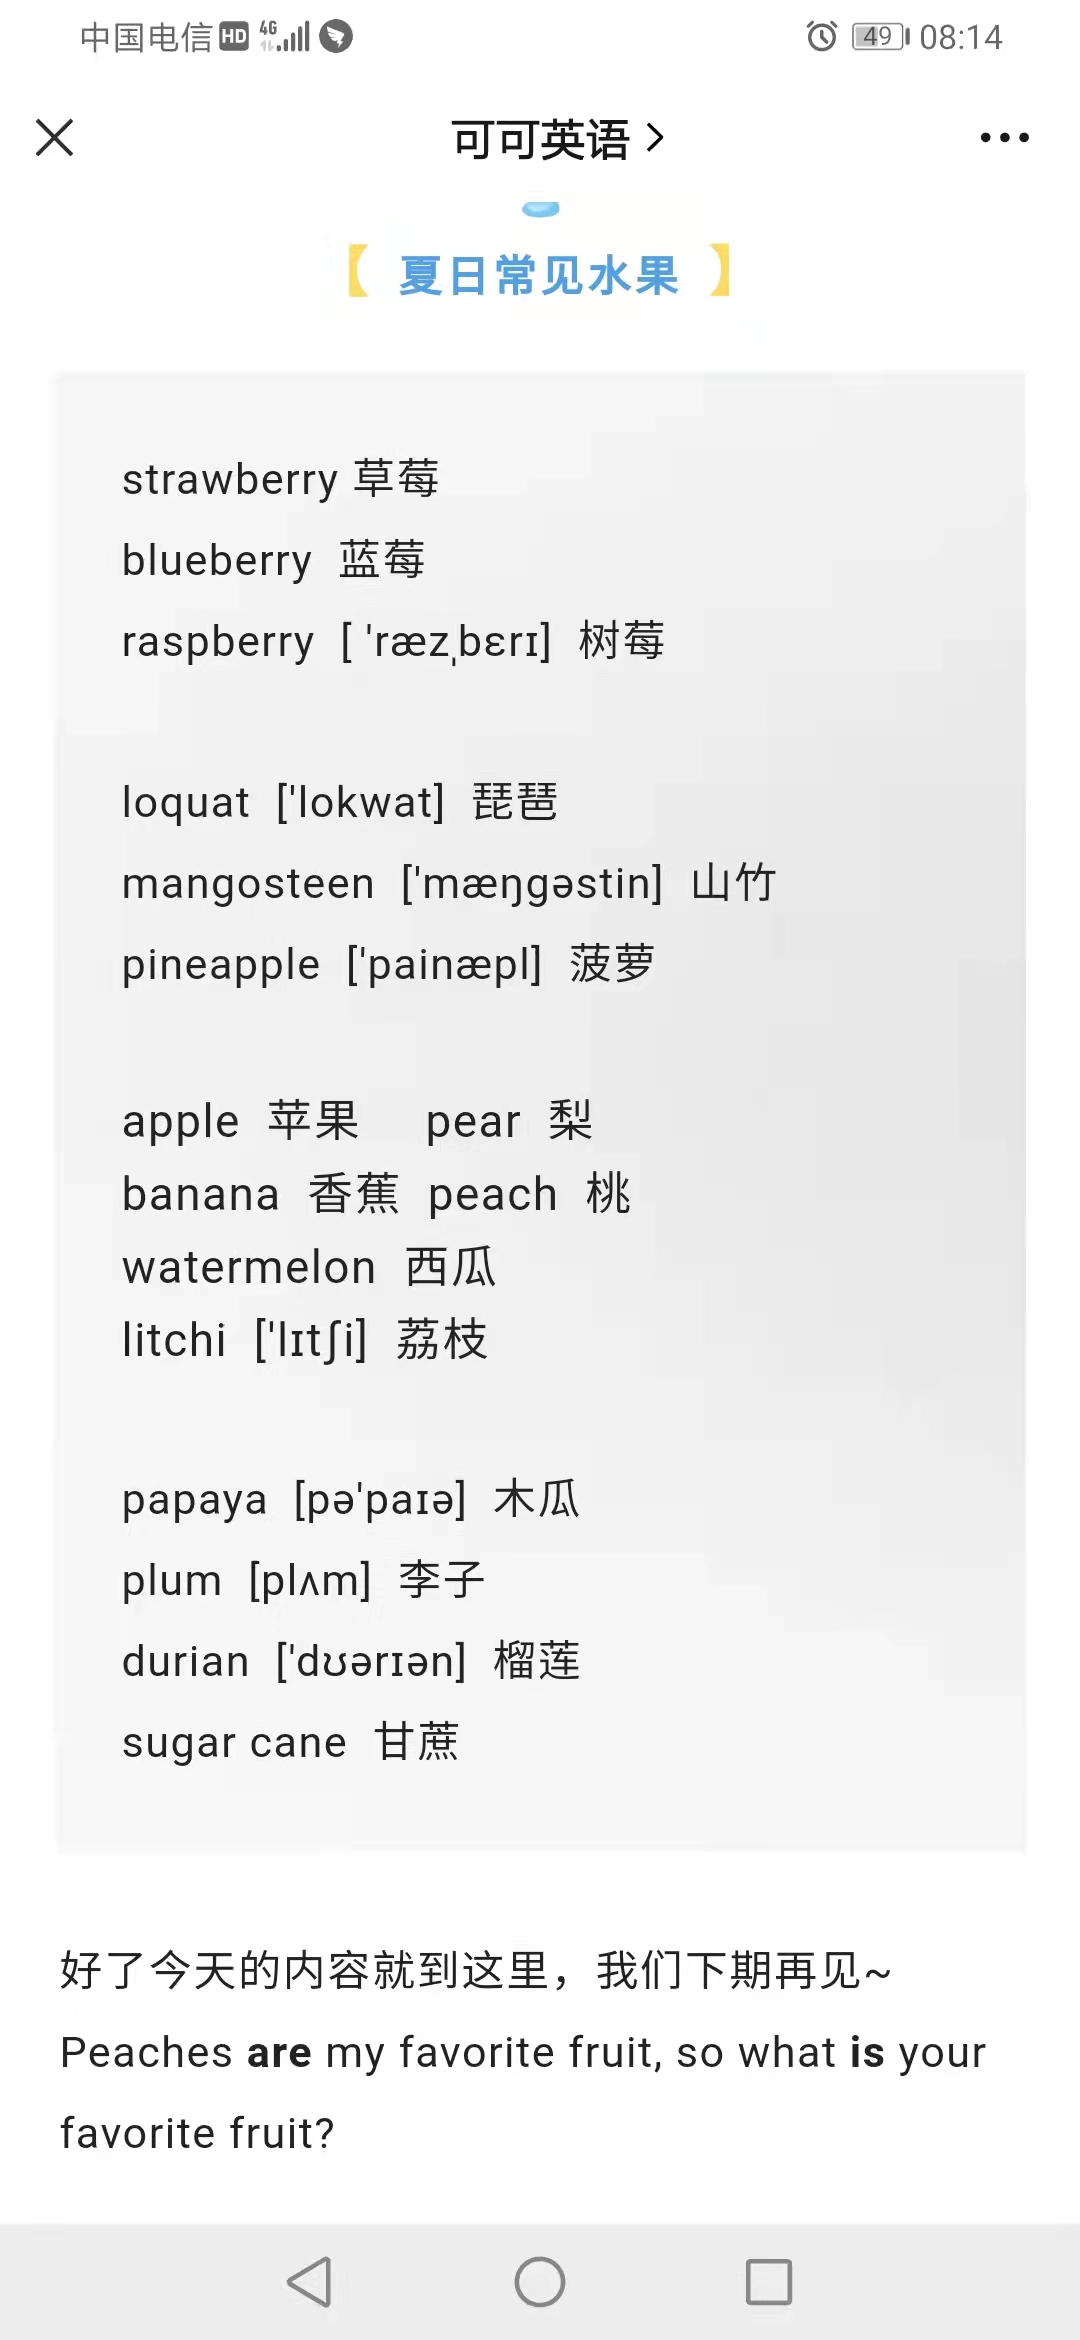 中国电信 HD 4G 49 08:14
可可英语
【 夏日常见水果 】
strawberry 草莓
blueberry 蓝莓
raspberry [ 'ræzˌbɛrɪ] 树莓
loquat ['lokwat] 琵琶
mangosteen ['mæŋgəstin] 山竹
pineapple ['painæpl] 菠萝
apple 苹果 pear 梨
banana 香蕉 peach 桃
watermelon 西瓜
litchi ['lɪtʃi] 荔枝
papaya [pə'paɪə] 木瓜
plum [plʌm] 李子
durian ['dʊərɪən] 榴莲
sugar cane 甘蔗
好了今天的内容就到这里，我们下期再见~
Peaches are my favorite fruit, so what is your
favorite fruit?